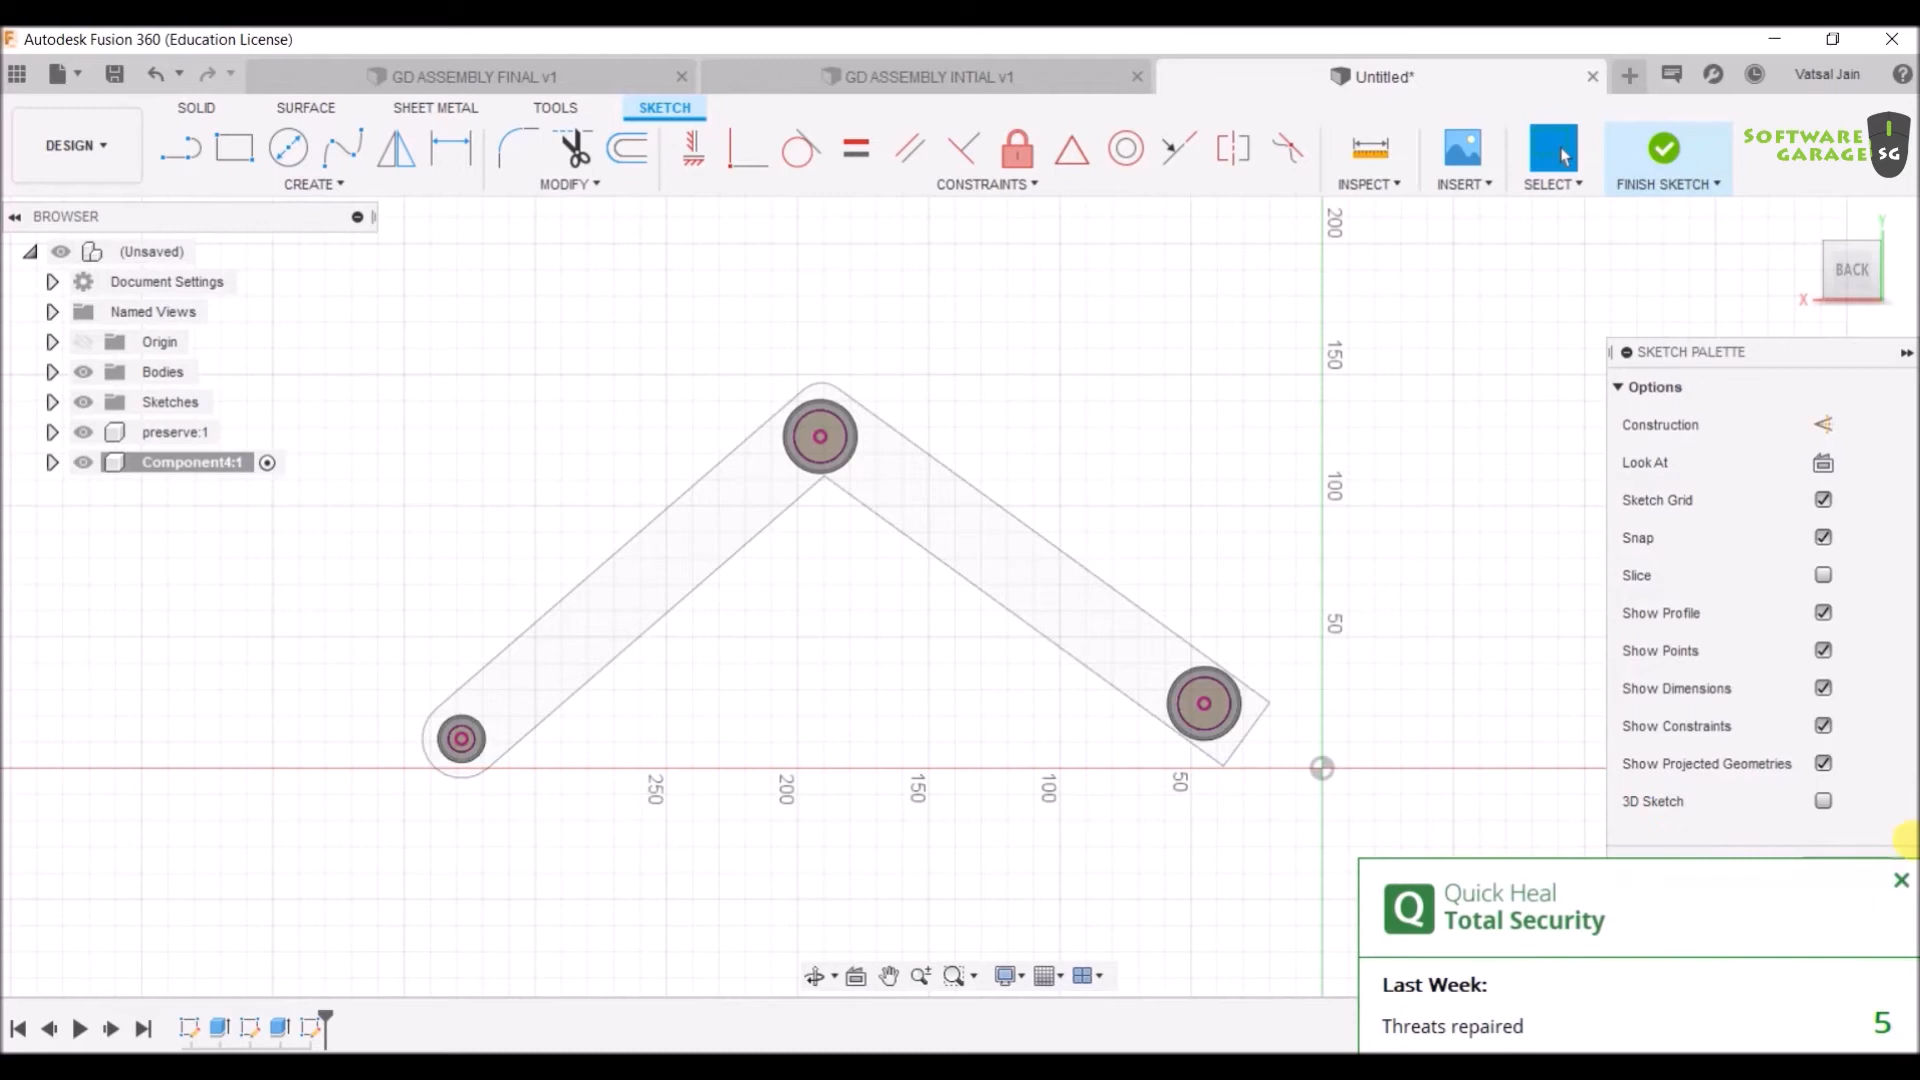 Autodesk Fusion 360 (Education License)
GD ASSEMBLY FINAL v1
GD ASSEMBLY INTIAL v1
Untitled*
Vatsal Jain
DESIGN
SOLID
SURFACE
SHEET METAL
TOOLS
SKETCH
CREATE
MODIFY
CONSTRAINTS
INSPECT
INSERT
SELECT
FINISH SKETCH
SOFTWARE
GARAGE
SG
BROWSER
(Unsaved)
Document Settings
Named Views
Origin
Bodies
Sketches
preserve:1
Component4:1
200
150
100
50
250
200
150
100
50
Y
BACK
X
SKETCH PALETTE
Options
Construction
Look At
Sketch Grid
Snap
Slice
Show Profile
Show Points
Show Dimensions
Show Constraints
Show Projected Geometries
3D Sketch
Q
Quick Heal
Total Security
Last Week:
Threats repaired
5